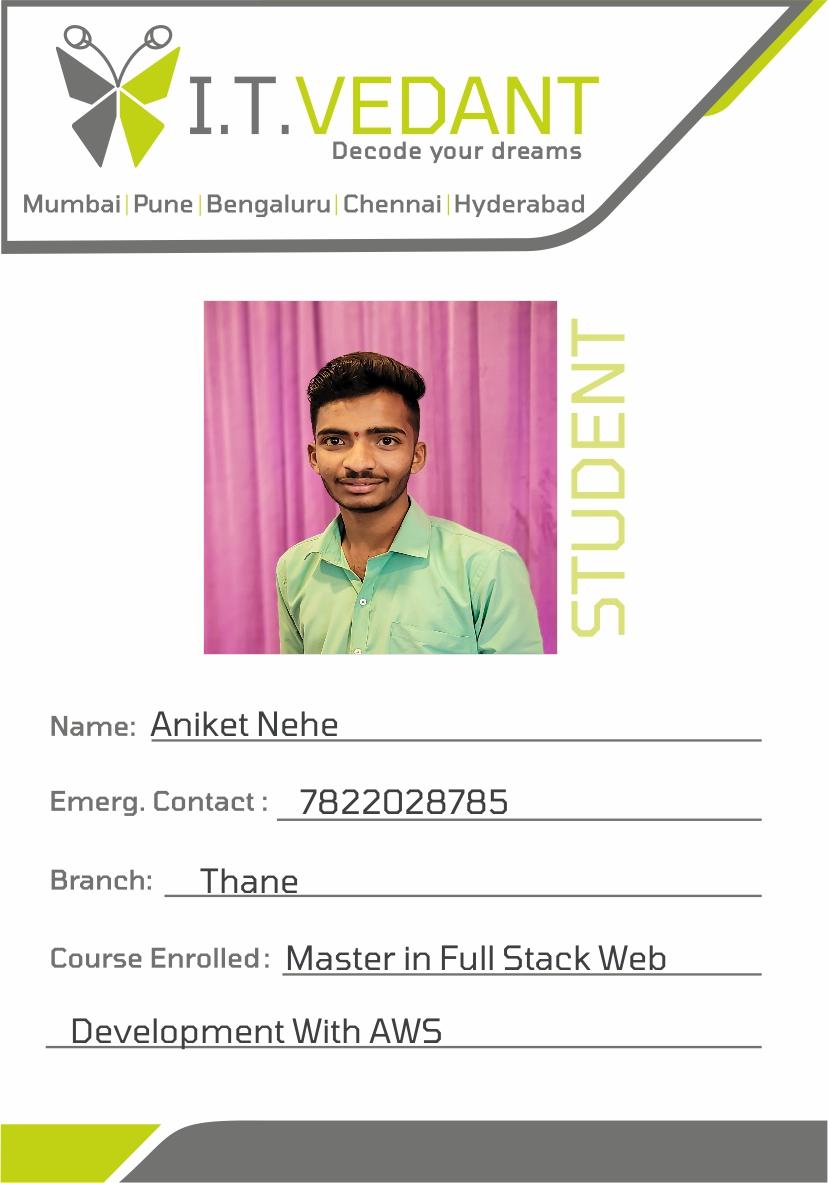 I.T.VEDANT
Decode your dreams
Mumbai|Pune|Bengaluru|Chennai|Hyderabad
STUDENT
Name: Aniket Nehe
Emerg. Contact : 7822028785
Branch: Thane
Course Enrolled: Master in Full Stack Web
Development With AWS